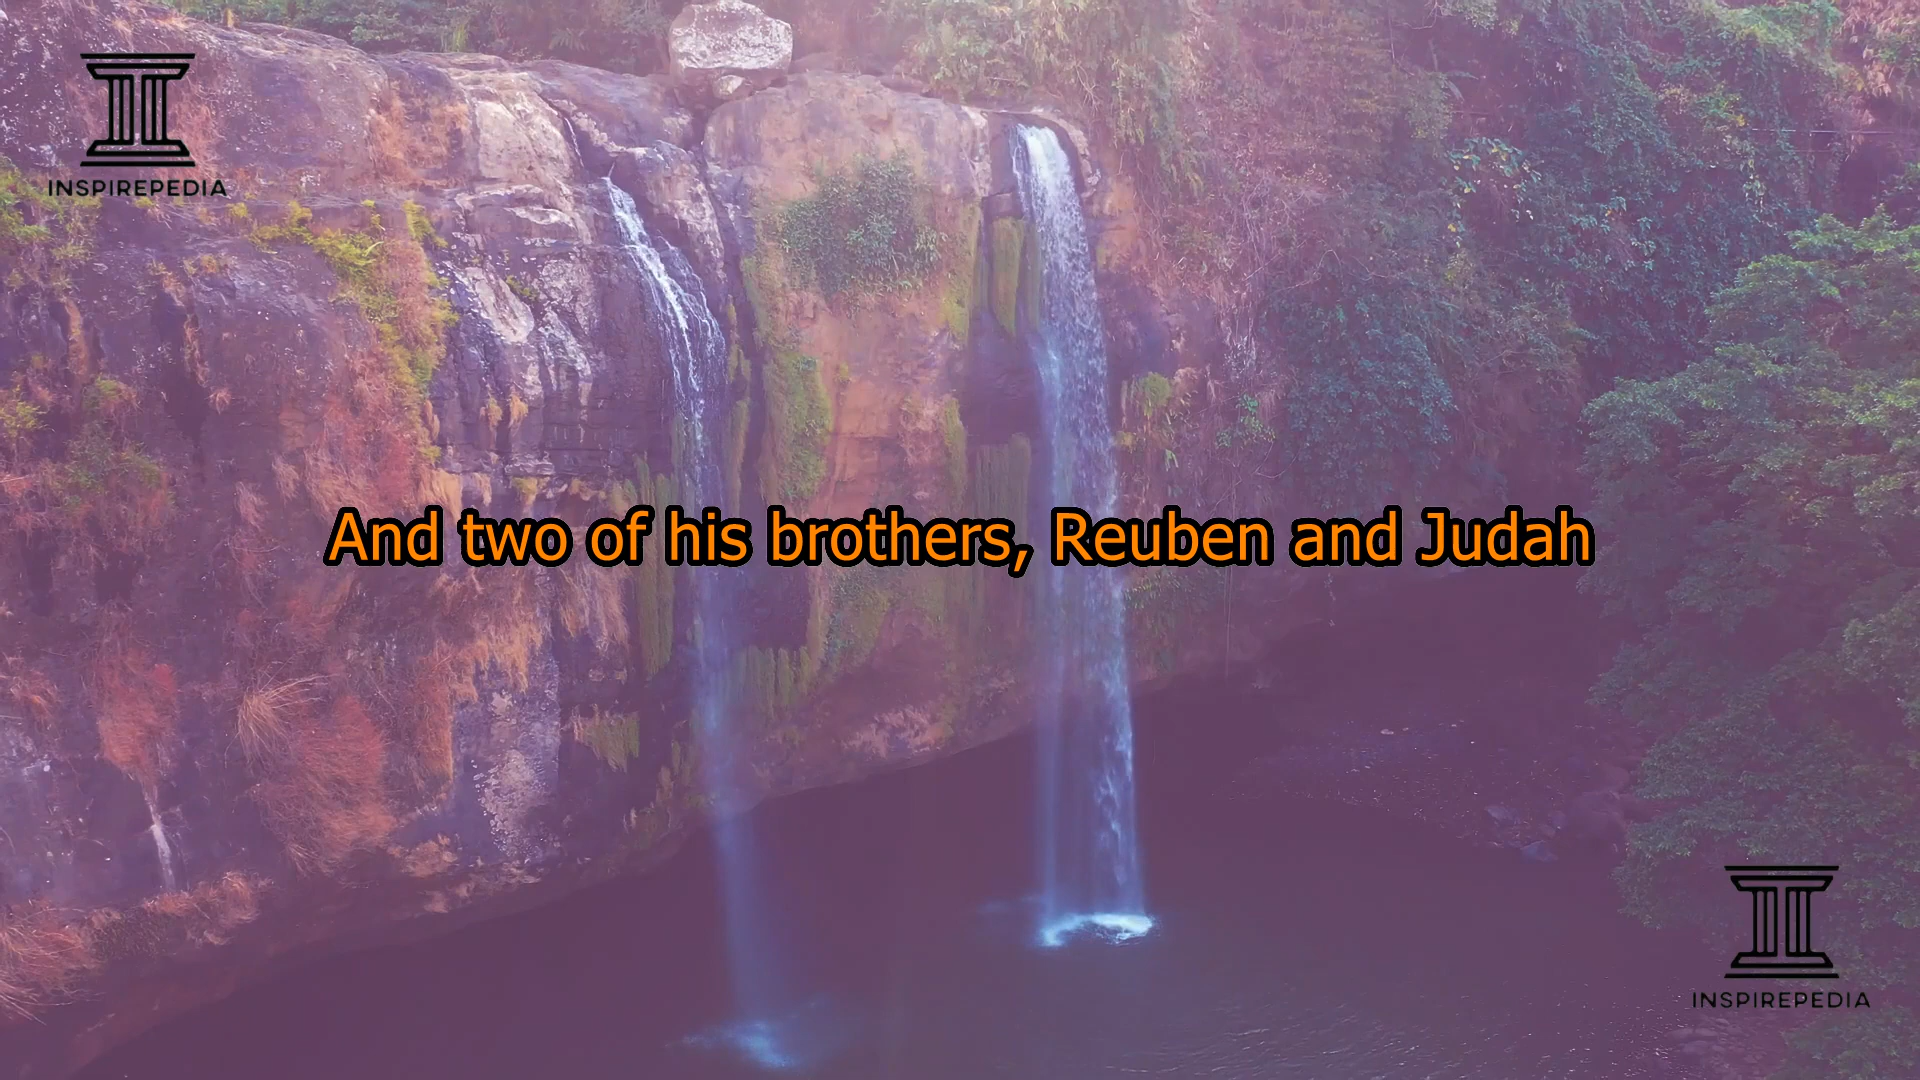 INSPIREPEDIA
And two of his brothers, Reuben and Judah
INSPIREPEDIA